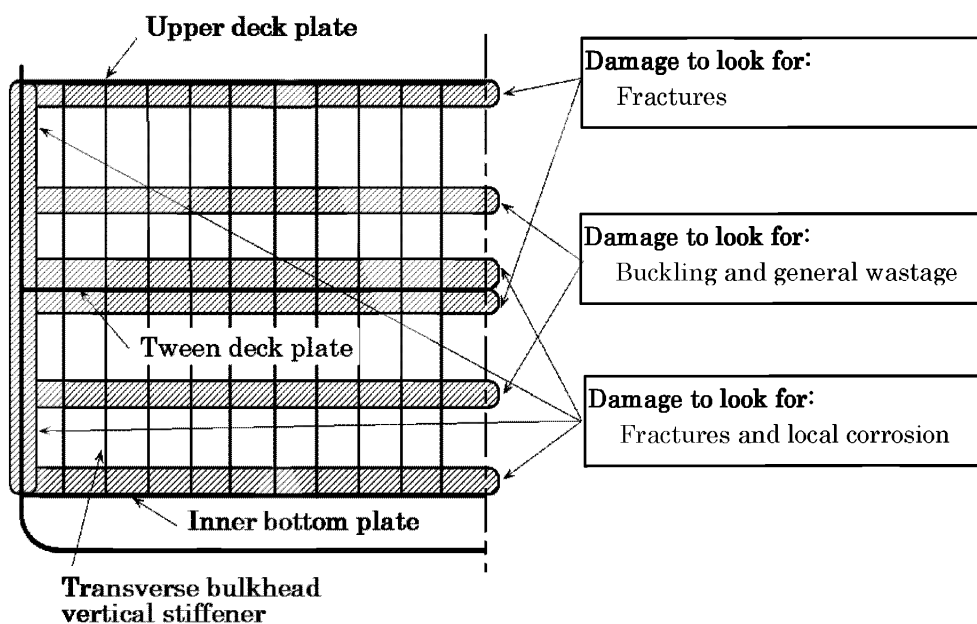 Upper deck plate
Damage to look for:
Fractures
Damage to look for:
Buckling and general wastage
Tween deck plate
Damage to look for:
Fractures and local corrosion
Inner bottom plate
Transverse bulkhead
vertical stiffener